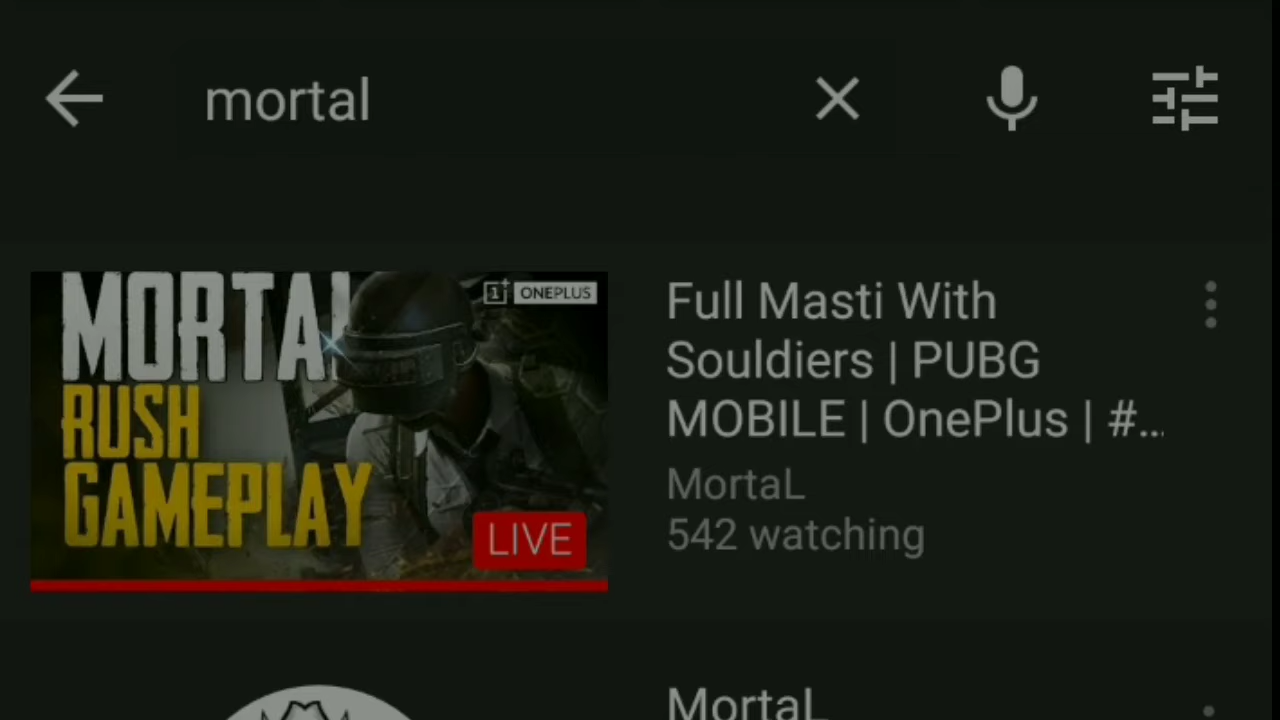 mortal
MORTAL
RUSH
GAMEPLAY
ONEPLUS
LIVE
Full Masti With
Souldiers | PUBG
MOBILE | OnePlus | #...
MortaL
542 watching
MortaL